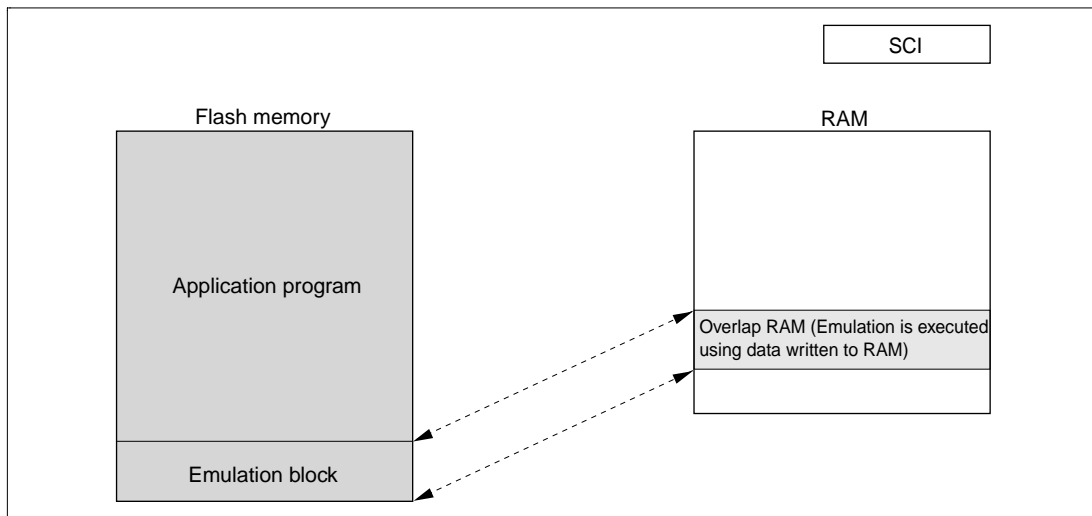 SCI
Flash memory
RAM
Application program
Overlap RAM (Emulation is executed
using data written to RAM)
Emulation block